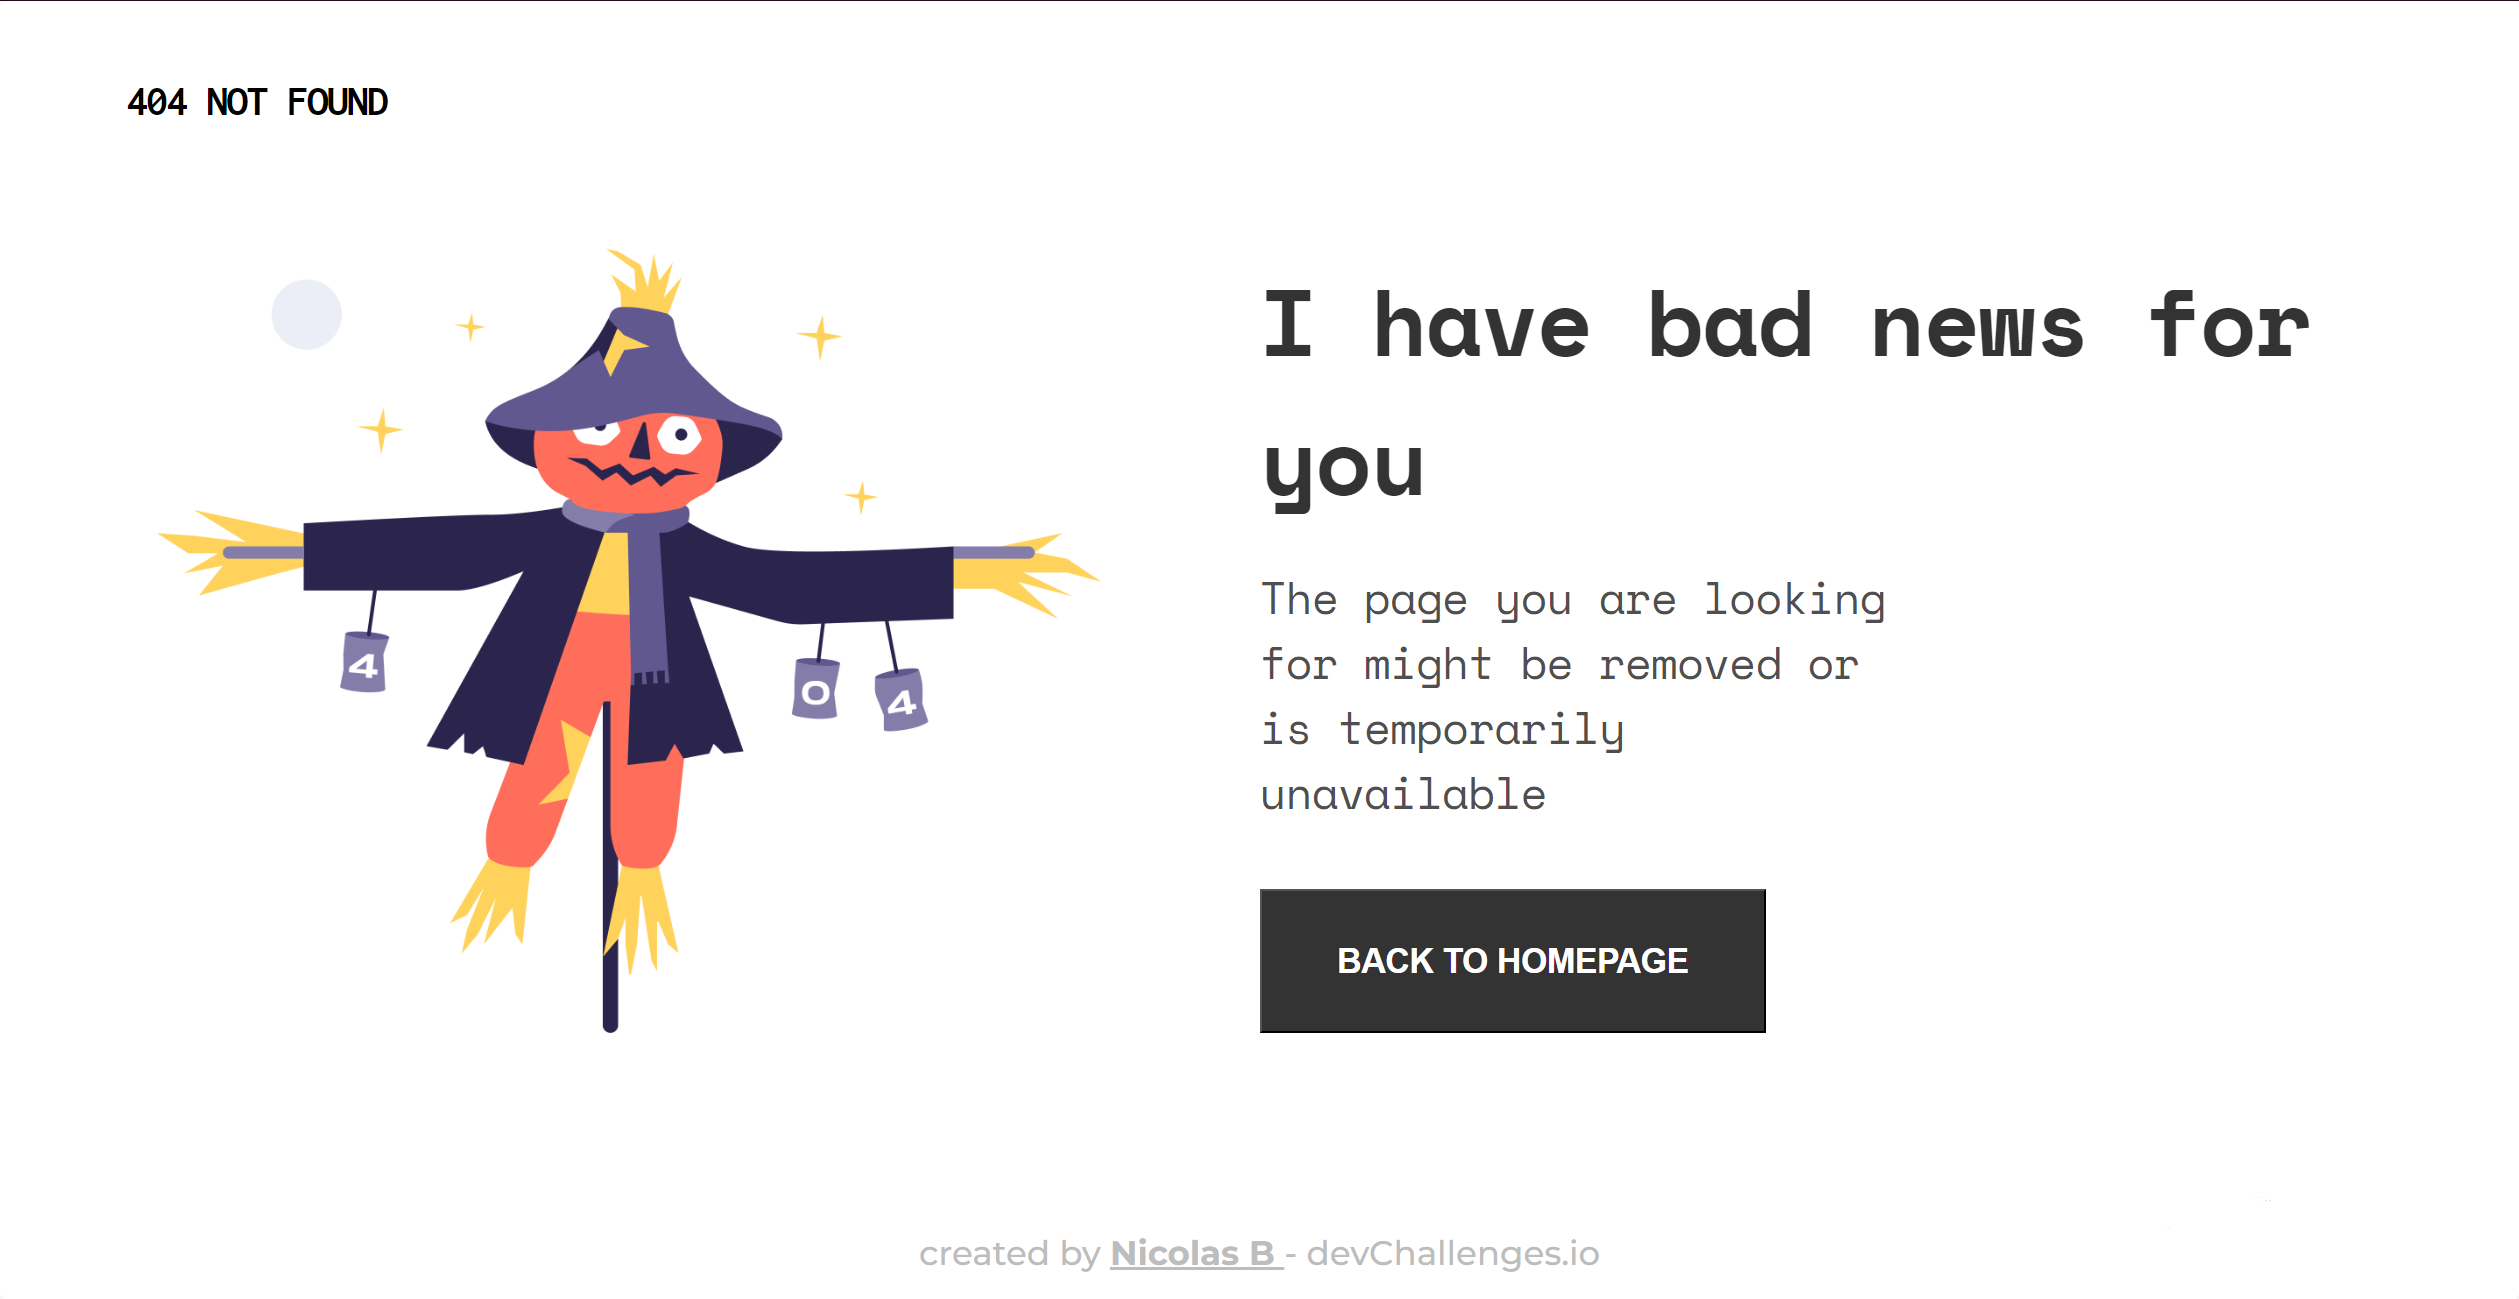 404 NOT FOUND
I have bad news for
you
The page you are looking
for might be removed or
is temporarily
unavailable
4
0
4
BACK TO HOMEPAGE
created by Nicolas B - devChallenges.io